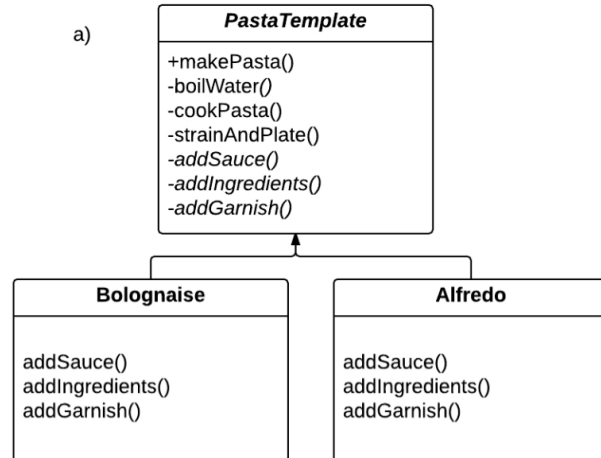 a)
PastaTemplate
+makePasta()
-boilWater()
-cookPasta()
-strainAndPlate()
-addSauce()
-addIngredients()
-addGarnish()
Bolognaise
addSauce()
addIngredients()
addGarnish()
Alfredo
addSauce()
addIngredients()
addGarnish()